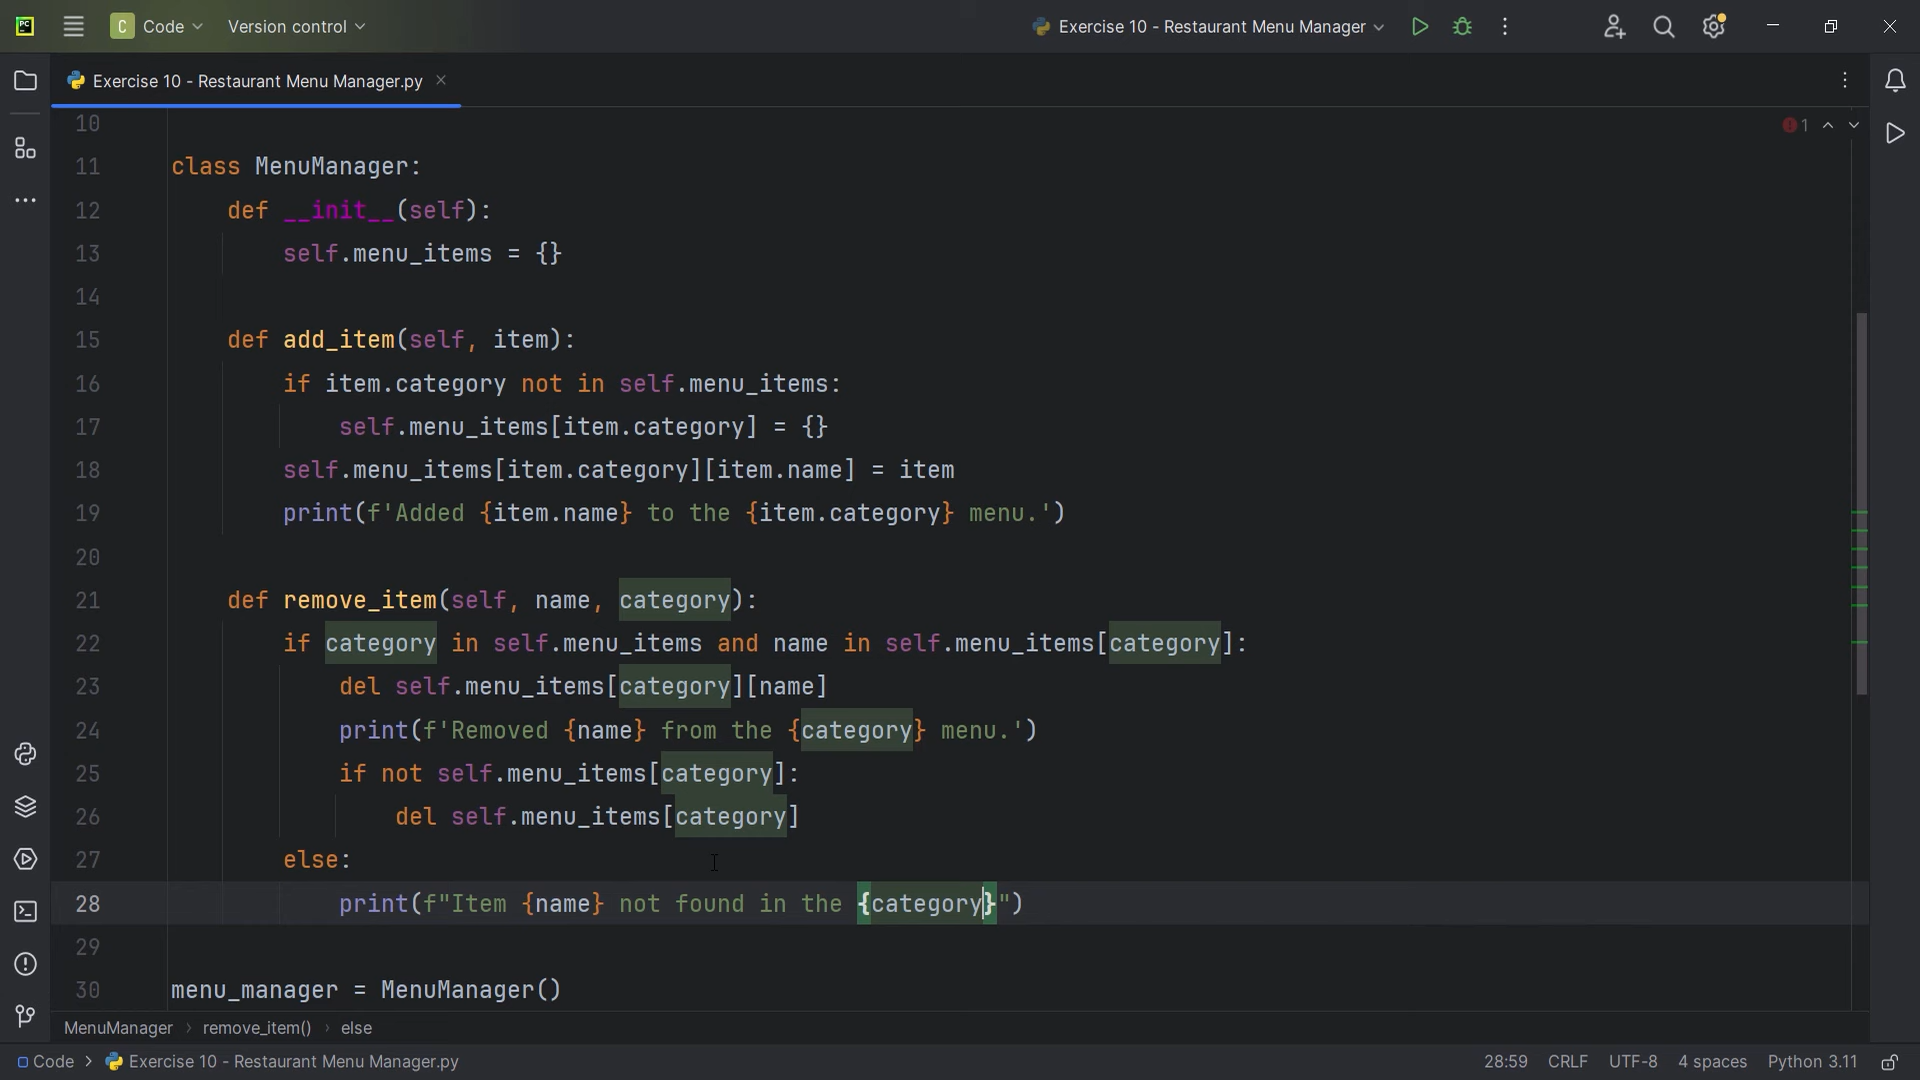 PC C Code Version control Exercise 10 - Restaurant Menu Manager
Exercise 10 - Restaurant Menu Manager.py
10 1
11 class MenuManager:
12 def __init__(self):
13 self.menu_items = {}
14
15 def add_item(self, item):
16 if item.category not in self.menu_items:
17 self.menu_items[item.category] = {}
18 self.menu_items[item.category][item.name] = item
19 print(f'Added {item.name} to the {item.category} menu.')
20
21 def remove_item(self, name, category):
22 if category in self.menu_items and name in self.menu_items[category]:
23 del self.menu_items[category][name]
24 print(f'Removed {name} from the {category} menu.')
25 if not self.menu_items[category]:
26 del self.menu_items[category]
27 else:
28 print(f"Item {name} not found in the {category}")
29
30 menu_manager = MenuManager()
MenuManager > remove_item() > else
Code > Exercise 10 - Restaurant Menu Manager.py 28:59 CRLF UTF-8 4 spaces Python 3.11